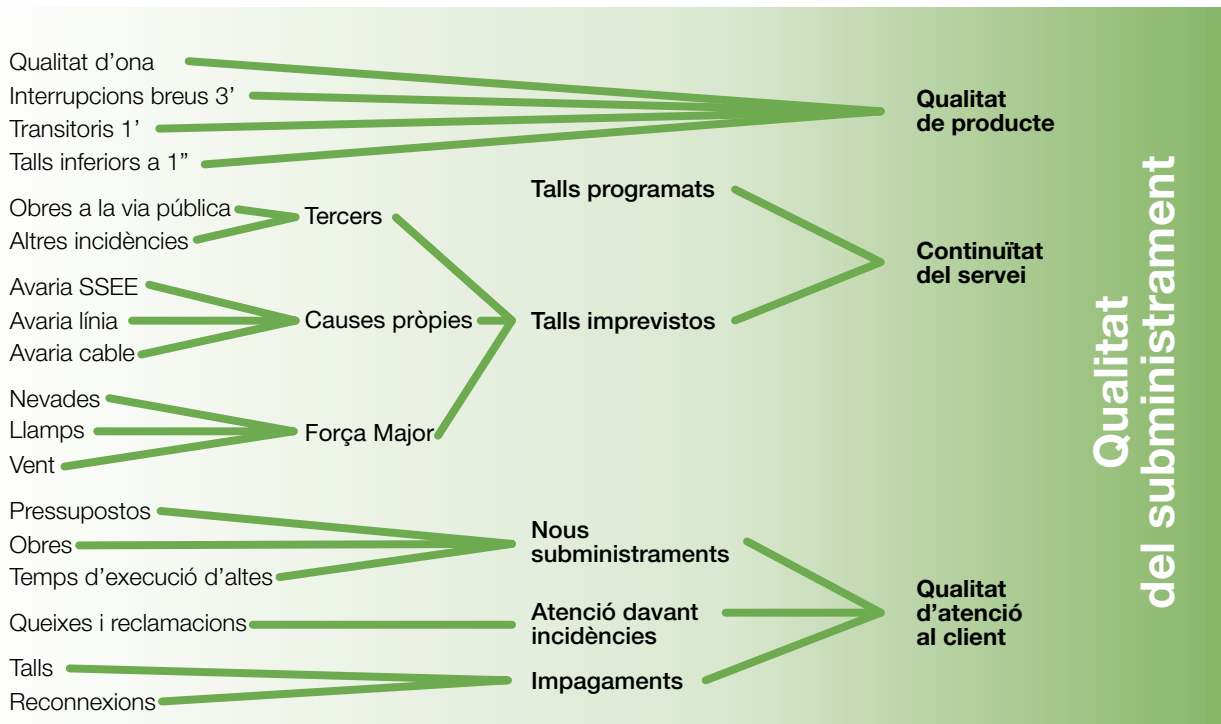 Qualitat d’ona
Interrupcions breus 3’
Transitoris 1’
Talls inferiors a 1”
Qualitat
de producte
Obres a la via pública
Altres incidències
Tercers
Avaria SSEE
Avaria línia
Avaria cable
Causes pròpies
Nevades
Llamps
Vent
Força Major
Talls programats
Talls imprevistos
Continuïtat
del servei
Pressupostos
Obres
Temps d’execució d’altes
Nous
subministraments
Queixes i reclamacions
Atenció davant
incidències
Talls
Reconnexions
Impagaments
Qualitat
d’atenció
al client
Qualitat
del subministrament